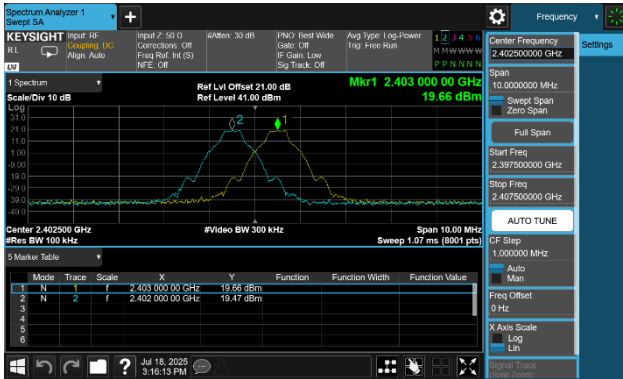 Spectrum Analyzer 1
Swept SA
Frequency
KEYSIGHT
RL
LXI
Input: RF
Coupling: DC
Align: Auto
Input Z: 50 Ω
Corrections: Off
Freq Ref: Int (S)
NFE: Off
#Atten: 30 dB
PNO: Best Wide
Gate: Off
IF Gain: Low
Sig Track: Off
Avg Type: Log-Power
Trig: Free Run
1 2 3 4 5 6
M W W W W W
P P N N N N
Center Frequency
2.402500000 GHz
Settings
Span
10.0000000 MHz
Swept Span
Zero Span
Full Span
Start Freq
2.397500000 GHz
Stop Freq
2.407500000 GHz
AUTO TUNE
CF Step
1.000000 MHz
Auto
Man
Freq Offset
0 Hz
X Axis Scale
Log
Lin
Signal Track
(Span Zoom)
1 Spectrum
Scale/Div 10 dB
Ref Lvl Offset 21.00 dB
Ref Level 41.00 dBm
Mkr1 2.403 000 00 GHz
19.66 dBm
Log
31.0
21.0
11.0
1.00
-9.00
-19.0
-29.0
-39.0
-49.0
2
1
Center 2.402500 GHz
#Res BW 100 kHz
#Video BW 300 kHz
Span 10.00 MHz
Sweep 1.07 ms (8001 pts)
5 Marker Table
Mode Trace Scale X Y Function Function Width Function Value
1 N 1 f 2.403 000 00 GHz 19.66 dBm
2 N 2 f 2.402 000 00 GHz 19.47 dBm
3
4
5
6
Jul 18, 2025
3:16:13 PM